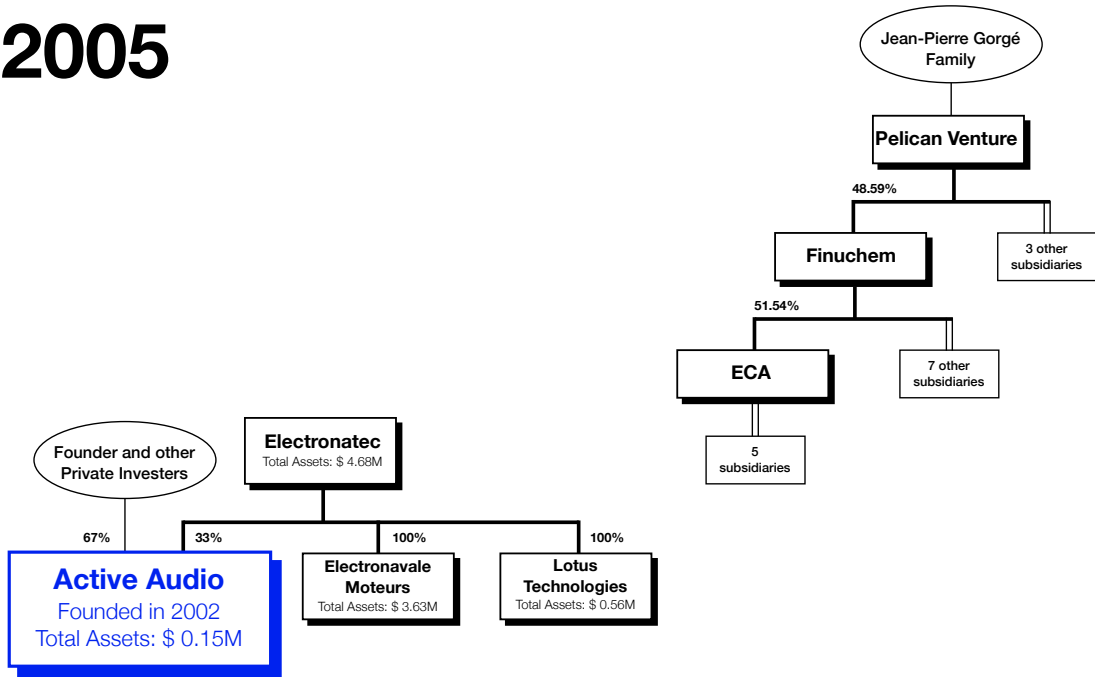 2005
Jean-Pierre Gorgé
Family
Pelican Venture
48.59%
Finuchem
3 other
subsidiaries
51.54%
ECA
7 other
subsidiaries
5
subsidiaries
Founder and other
Private Investers
Electronatec
Total Assets: $ 4.68M
67%
33%
100%
100%
Active Audio
Founded in 2002
Total Assets: $ 0.15M
Electronavale
Moteurs
Total Assets: $ 3.63M
Lotus
Technologies
Total Assets: $ 0.56M